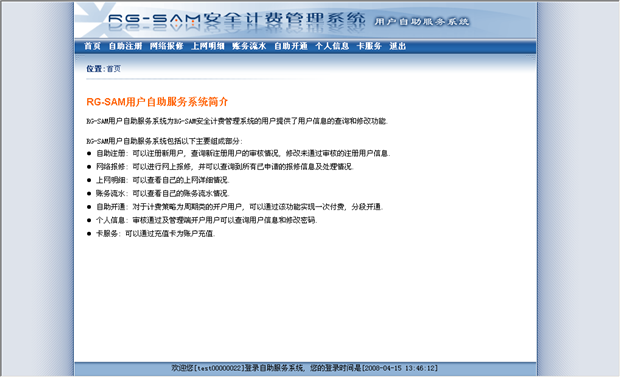 RG-SAM安全计费管理系统 用户自助服务系统
首页 自助注册 网络报修 上网明细 账务流水 自助开通 个人信息 卡服务 退出
位置:首页
RG-SAM用户自助服务系统简介
RG-SAM用户自助服务系统为RG-SAM安全计费管理系统的用户提供了用户信息的查询和修改功能.
RG-SAM用户自助服务系统包括以下主要组成部分:
● 自助注册: 可以注册新用户, 查询新注册用户的审核情况, 修改未通过审核的注册用户信息.
● 网络报修: 可以进行网上报修, 并可以查询到所有已申请的报修信息及处理情况.
● 上网明细: 可以查看自己的上网详细情况.
● 账务流水: 可以查看自己的账务流水情况.
● 自助开通: 对于计费策略为周期类的开户用户, 可以通过该功能实现一次付费, 分段开通.
● 个人信息: 审核通过及管理端开户用户可以查询用户信息和修改密码.
● 卡服务: 可以通过充值卡为账户充值.
欢迎您[test00000022]登录自助服务系统, 您的登录时间是[2008-04-15 13:46:12]